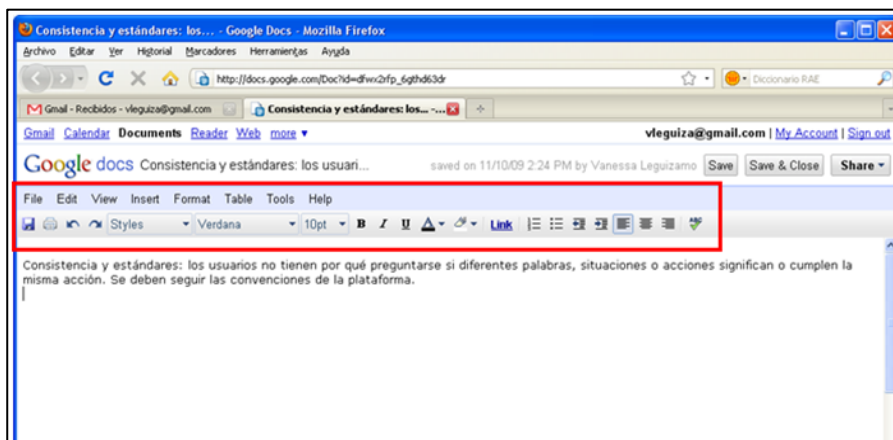 Consistencia y estándares: los... - Google Docs - Mozilla Firefox
Archivo Editar Ver Historial Marcadores Herramientas Ayuda
http://docs.google.com/Doc?id=dfwx2rfp_6gthd63dr Diccionario RAE
Gmail - Recibidos - vleguiza@gmail.com Consistencia y estándares: los... -...
Gmail Calendar Documents Reader Web more ▼ vleguiza@gmail.com | My Account | Sign out
Google docs Consistencia y estándares: los usuari... saved on 11/10/09 2:24 PM by Vanessa Leguizamo Save Save & Close Share
File Edit View Insert Format Table Tools Help
Styles Verdana 10pt B I U A Link
Consistencia y estándares: los usuarios no tienen por qué preguntarse si diferentes palabras, situaciones o acciones significan o cumplen la
misma acción. Se deben seguir las convenciones de la plataforma.